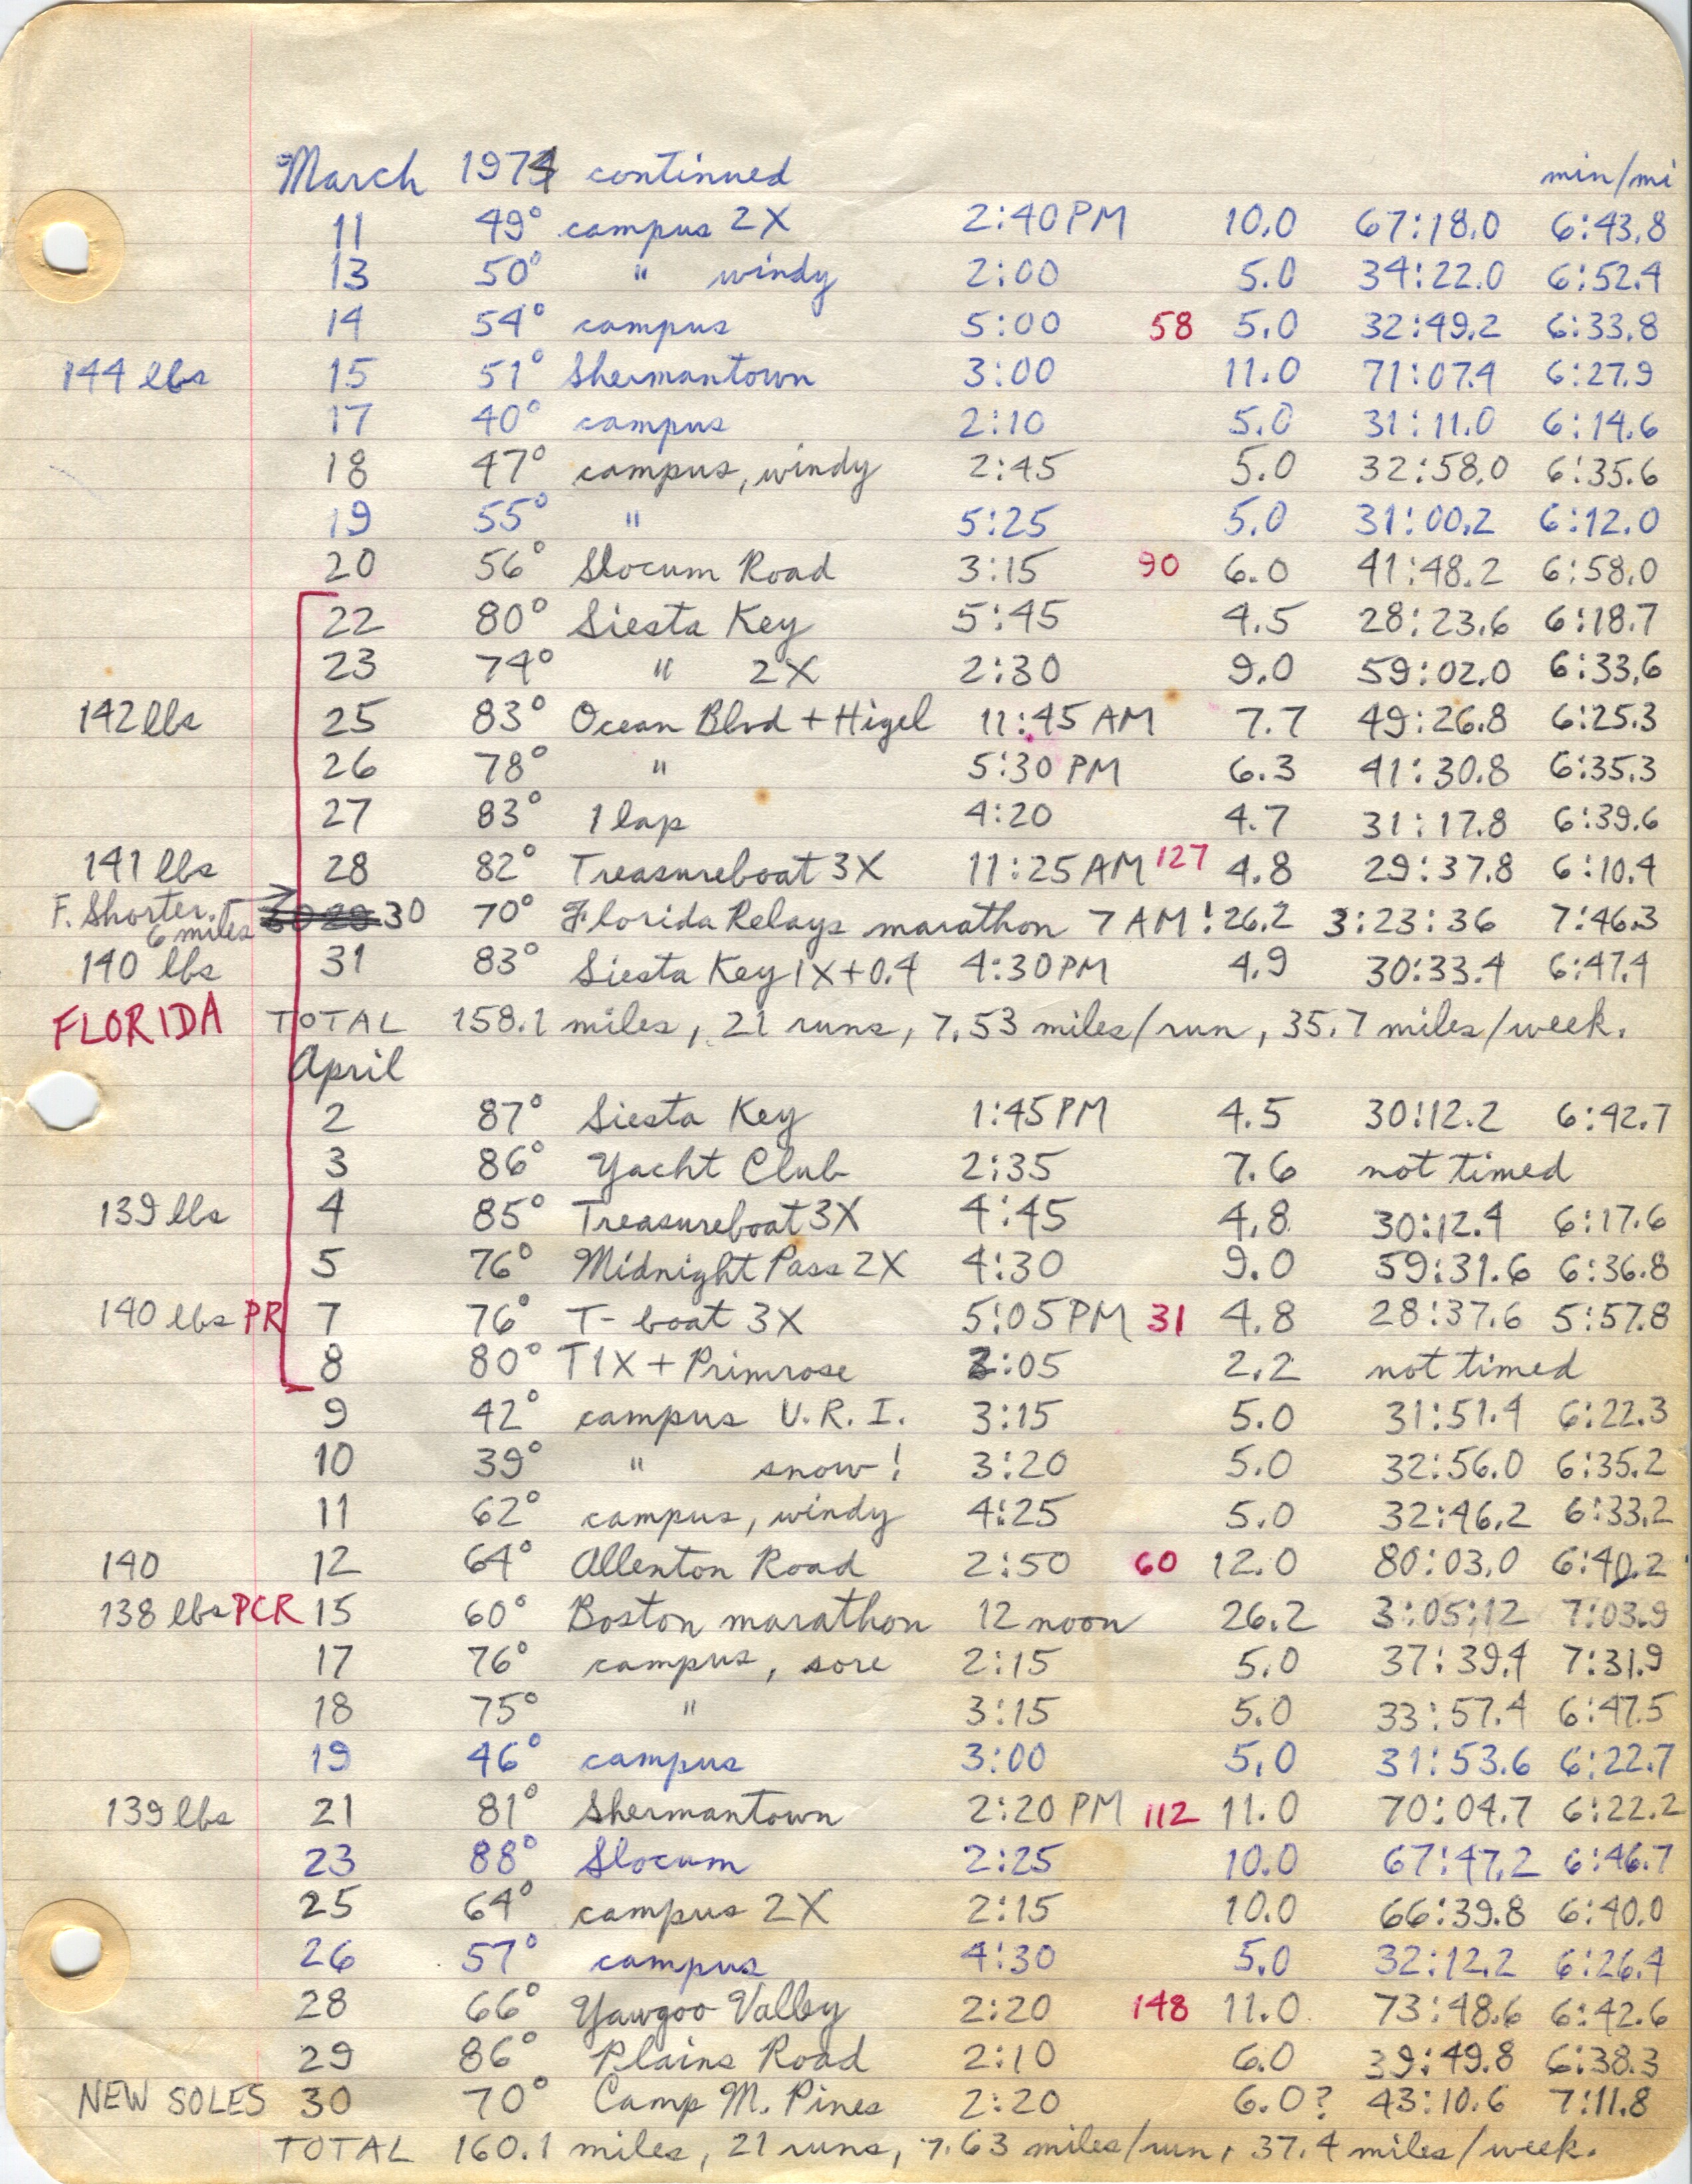 March 1974 continued min/mi
11 49° campus 2X 2:40 PM 10.0 67:18.0 6:43.8
13 50° " windy 2:00 5.0 34:22.0 6:52.4
14 54° campus 5:00 58 5.0 32:49.2 6:33.8
144 lbs 15 51° Shermantown 3:00 11.0 71:07.4 6:27.9
17 40° campus 2:10 5.0 31:11.0 6:14.6
18 47° campus, windy 2:45 5.0 32:58.0 6:35.6
19 55° " 5:25 5.0 31:00.2 6:12.0
20 56° Slocum Road 3:15 90 6.0 41:48.2 6:58.0
22 80° Siesta Key 5:45 4.5 28:23.6 6:18.7
23 74° " 2X 2:30 9.0 59:02.0 6:33.6
142 lbs 25 83° Ocean Blvd + Higel 11:45 AM 7.7 49:26.8 6:25.3
26 78° " 5:30 PM 6.3 41:30.8 6:35.3
27 83° 1 lap 4:20 4.7 31:17.8 6:39.6
141 lbs 28 82° Treasureboat 3X 11:25 AM 127 4.8 29:37.8 6:10.4
F. Shorter. 30 70° Florida Relays marathon 7 AM! 26.2 3:23:36 7:46.3
6 miles
140 lbs 31 83° Siesta Key 1X+0.4 4:30 PM 4.9 30:33.4 6:47.4
FLORIDA TOTAL 158.1 miles, 21 runs, 7.53 miles/run, 35.7 miles/week.
April
2 87° Siesta Key 1:45 PM 4.5 30:12.2 6:42.7
3 86° Yacht Club 2:35 7.6 not timed
139 lbs 4 85° Treasureboat 3X 4:45 4.8 30:12.4 6:17.6
5 76° Midnight Pass 2X 4:30 9.0 59:31.6 6:36.8
140 lbs PR 7 76° T-boat 3X 5:05 PM 31 4.8 28:37.6 5:57.8
8 80° T 1X + Primrose 2:05 2.2 not timed
9 42° campus U.R.I. 3:15 5.0 31:51.4 6:22.3
10 39° " snow! 3:20 5.0 32:56.0 6:35.2
11 62° campus, windy 4:25 5.0 32:46.2 6:33.2
140 12 64° Allenton Road 2:50 60 12.0 80:03.0 6:40.2
138 lbs PCR 15 60° Boston marathon 12 noon 26.2 3:05:12 7:03.9
17 76° campus, sore 2:15 5.0 37:39.4 7:31.9
18 75° " 3:15 5.0 33:57.4 6:47.5
19 46° campus 3:00 5.0 31:53.6 6:22.7
139 lbs 21 81° Shermantown 2:20 PM 112 11.0 70:04.7 6:22.2
23 88° Slocum 2:25 10.0 67:47.2 6:46.7
25 64° campus 2X 2:15 10.0 66:39.8 6:40.0
26 57° campus 4:30 5.0 32:12.2 6:26.4
28 66° Yawgoo Valley 2:20 148 11.0 73:48.6 6:42.6
29 86° Plains Road 2:10 6.0 39:49.8 6:38.3
NEW SOLES 30 70° Camp M. Pines 2:20 6.0? 43:10.6 7:11.8
TOTAL 160.1 miles, 21 runs, 7.63 miles/run, 37.4 miles/week.